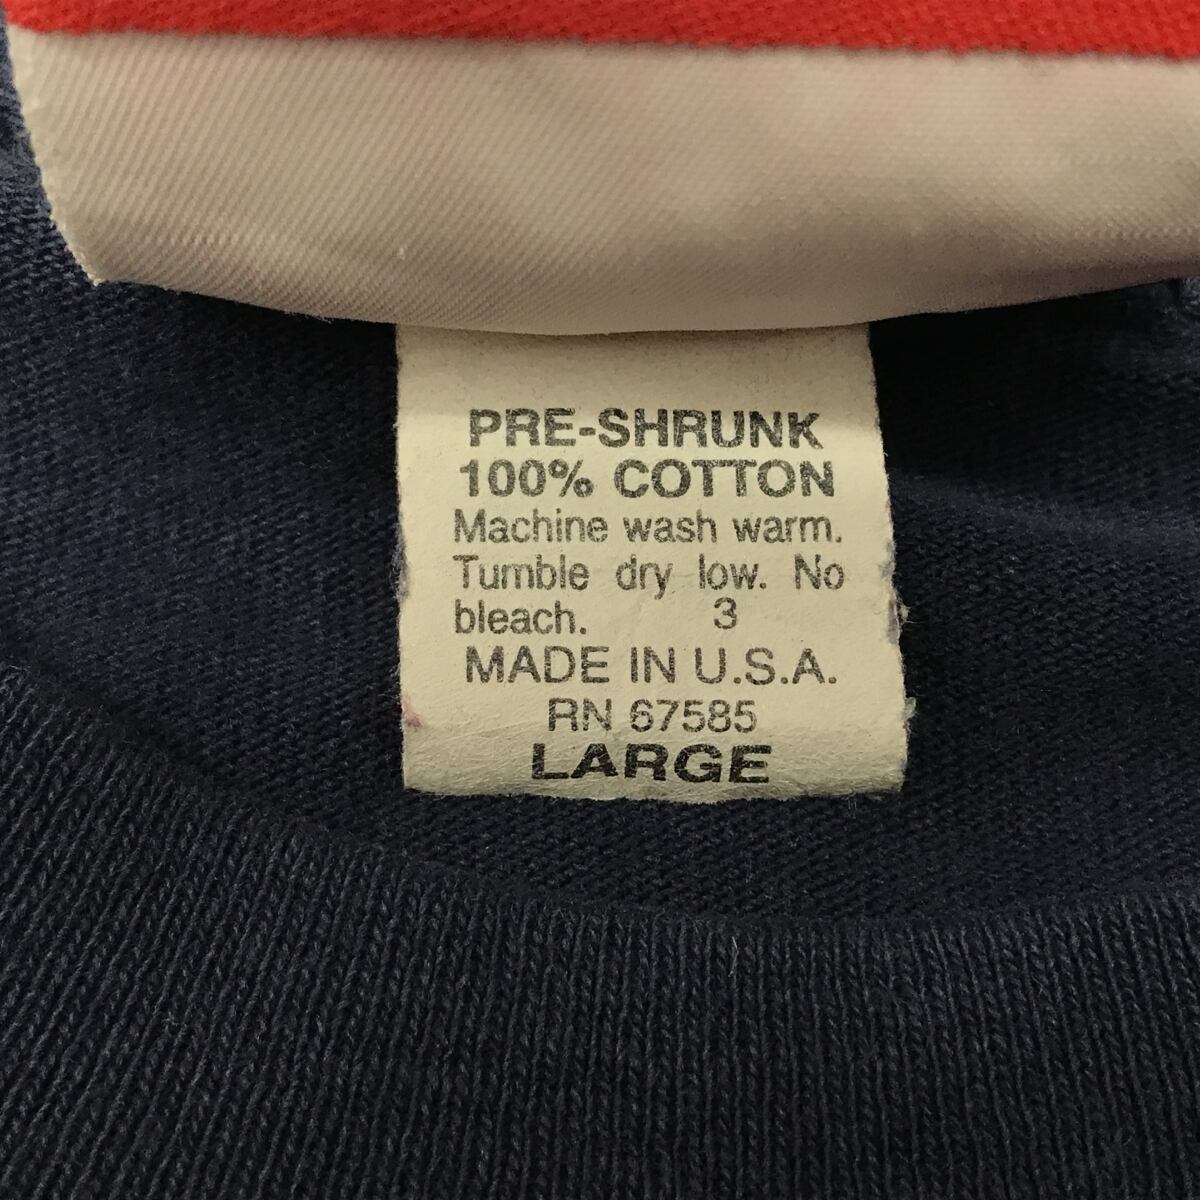 PRE-SHRUNK
100% COTTON
Machine wash warm.
Tumble dry low. No
bleach. 3
MADE IN U.S.A.
RN 67585
LARGE